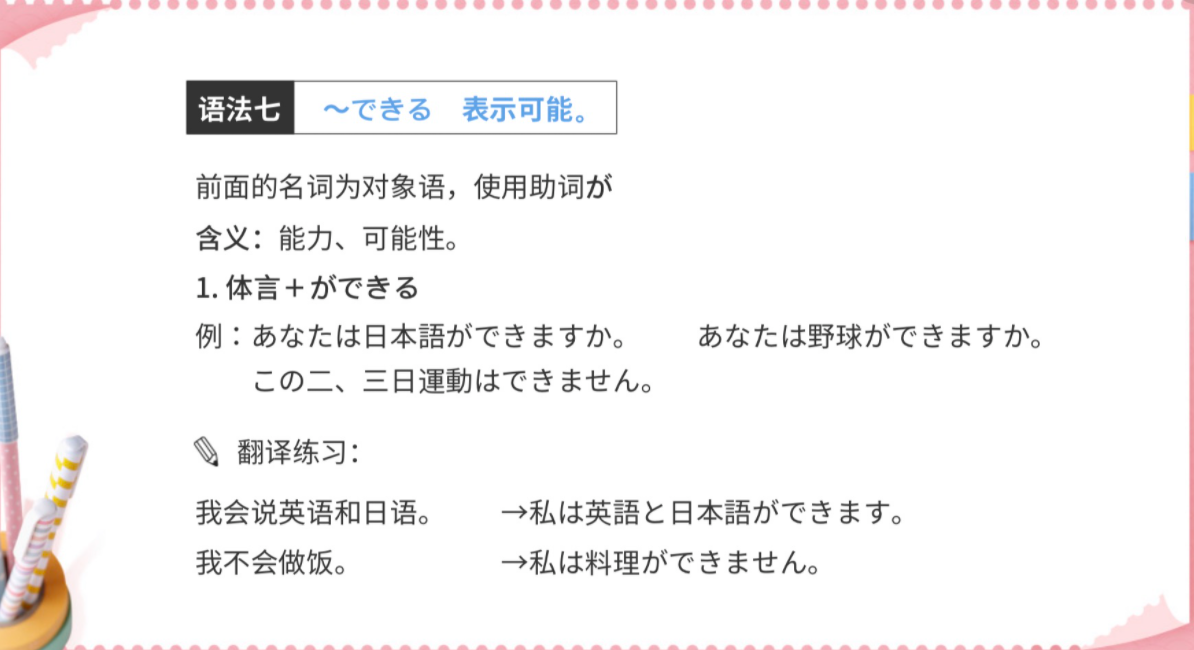 语法七 ～できる 表示可能。
前面的名词为对象语，使用助词が
含义：能力、可能性。
1. 体言＋ができる
例：あなたは日本語ができますか。 あなたは野球ができますか。
この二、三日運動はできません。
翻译练习：
我会说英语和日语。 →私は英語と日本語ができます。
我不会做饭。 →私は料理ができません。